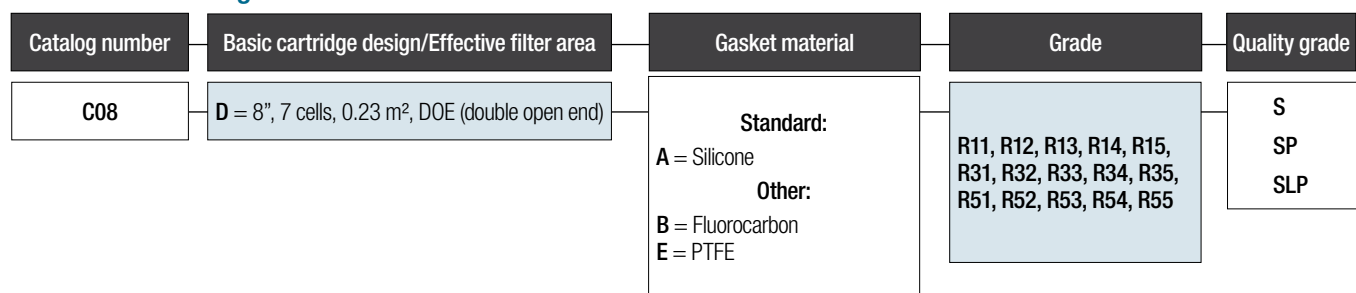 Catalog number
Basic cartridge design/Effective filter area
Gasket material
Grade
Quality grade
C08
D = 8”, 7 cells, 0.23 m², DOE (double open end)
Standard:
A = Silicone
Other:
B = Fluorocarbon
E = PTFE
R11, R12, R13, R14, R15,
R31, R32, R33, R34, R35,
R51, R52, R53, R54, R55
S
SP
SLP